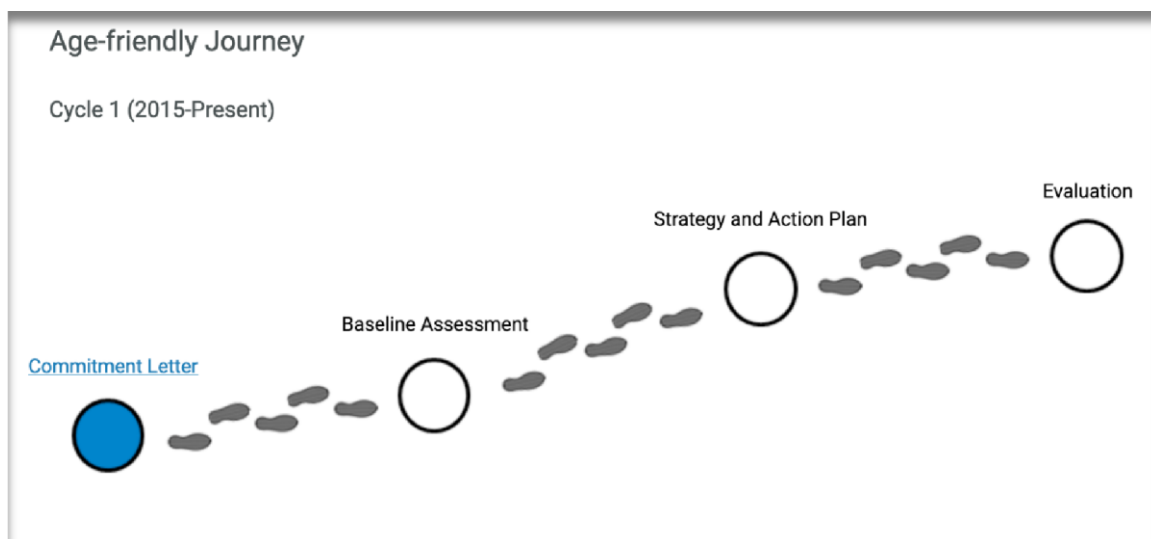 Age-friendly Journey
Cycle 1 (2015-Present)
Evaluation
Strategy and Action Plan
Baseline Assessment
Commitment Letter